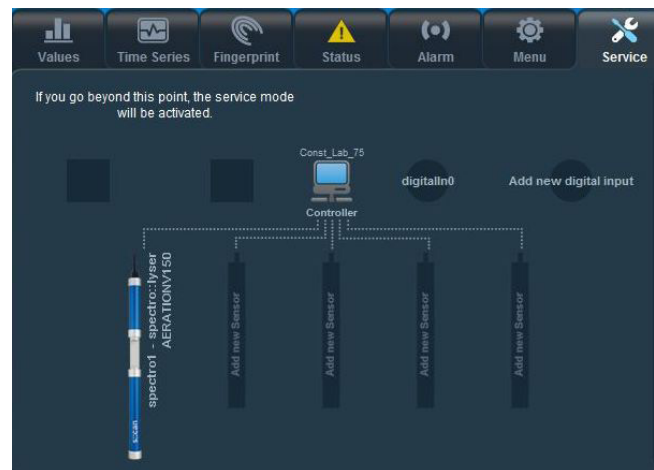 Values
Time Series
Fingerprint
Status
Alarm
Menu
Service
If you go beyond this point, the service mode
will be activated.
Const_Lab_75
Controller
digitalIn0
Add new digital input
spectro1 - spectro::lyser
AERATIONV150
s::can
Add new Sensor
Add new Sensor
Add new Sensor
Add new Sensor